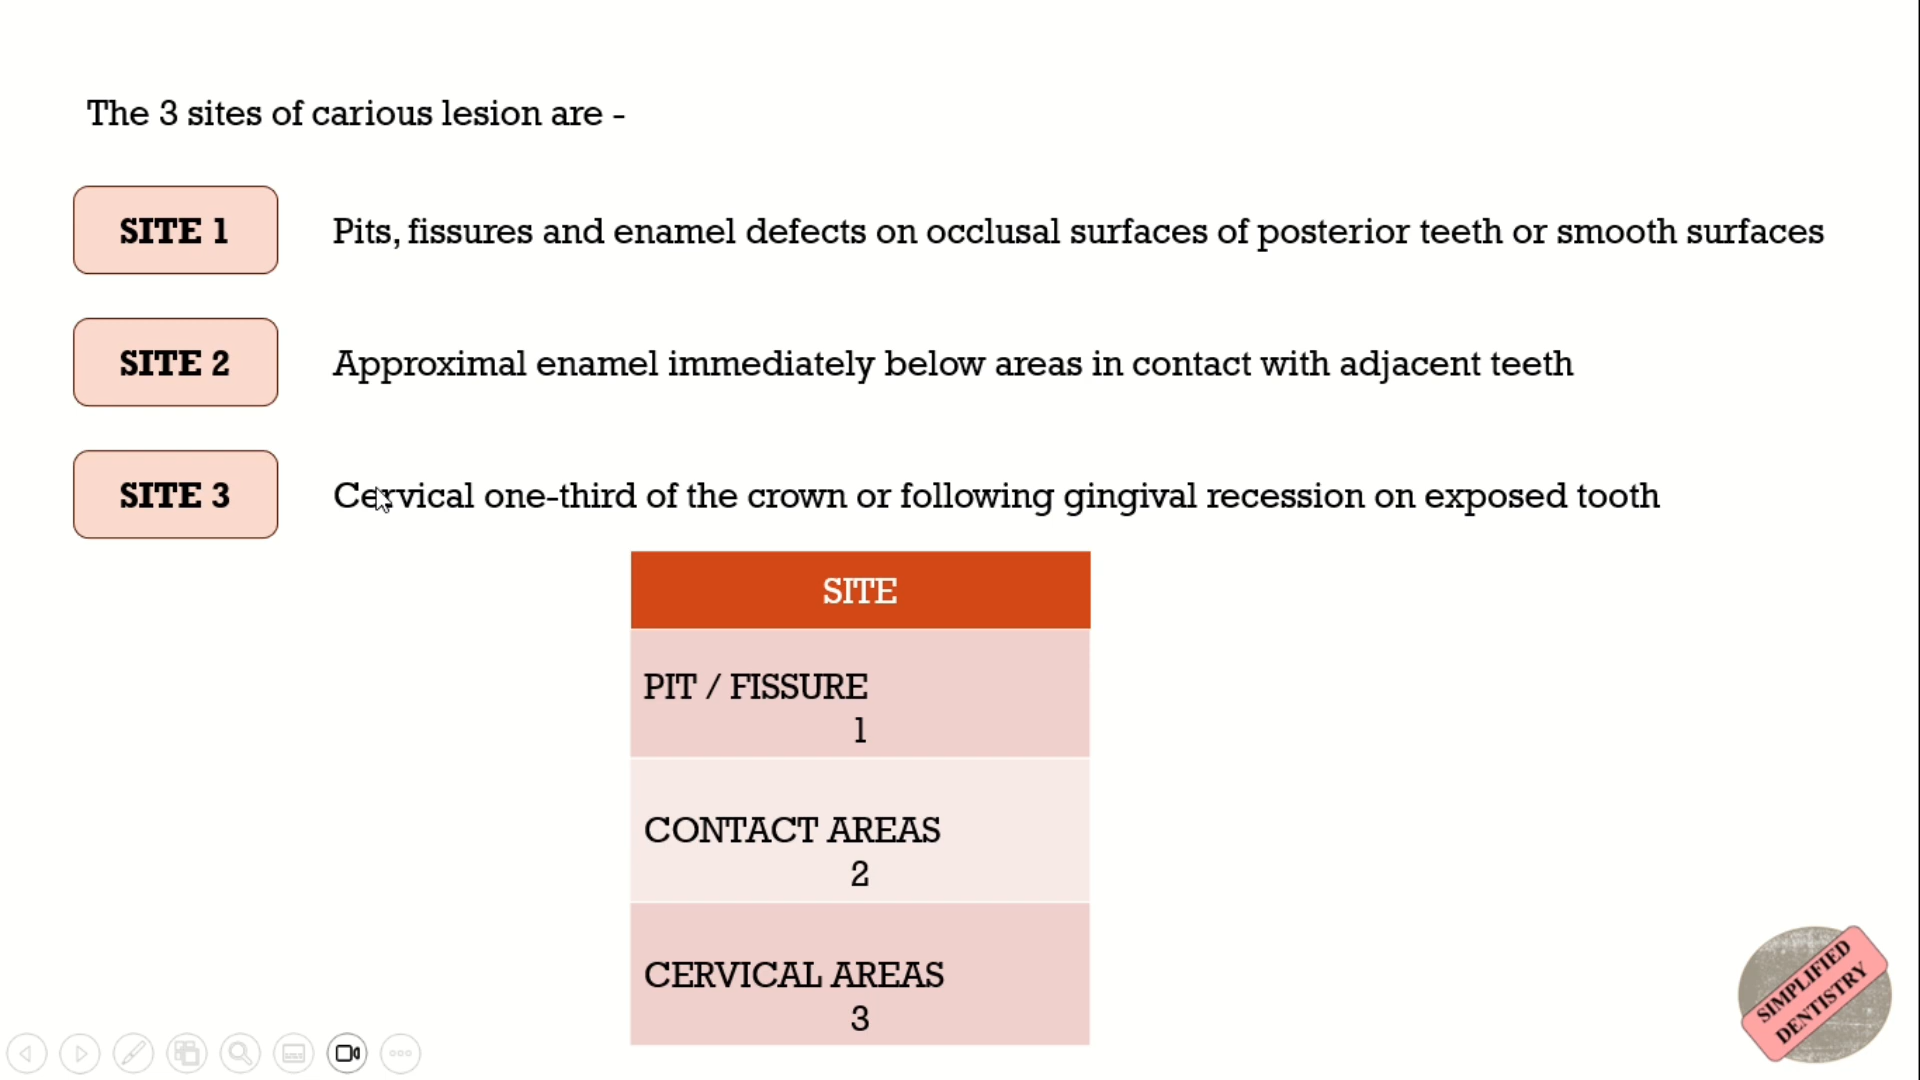 The 3 sites of carious lesion are -
SITE 1
Pits, fissures and enamel defects on occlusal surfaces of posterior teeth or smooth surfaces
SITE 2
Approximal enamel immediately below areas in contact with adjacent teeth
SITE 3
Cervical one-third of the crown or following gingival recession on exposed tooth
SITE
PIT / FISSURE
1
CONTACT AREAS
2
CERVICAL AREAS
3
SIMPLIFIED
DENTISTRY